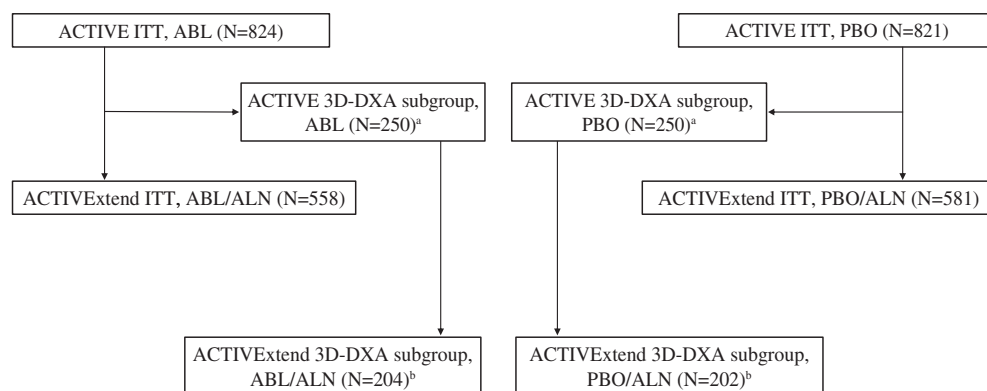 ACTIVE ITT, ABL (N=824)
ACTIVE ITT, PBO (N=821)
ACTIVE 3D-DXA subgroup,
ABL (N=250)ᵃ
ACTIVE 3D-DXA subgroup,
PBO (N=250)ᵃ
ACTIVExtend ITT, ABL/ALN (N=558)
ACTIVExtend ITT, PBO/ALN (N=581)
ACTIVExtend 3D-DXA subgroup,
ABL/ALN (N=204)ᵇ
ACTIVExtend 3D-DXA subgroup,
PBO/ALN (N=202)ᵇ